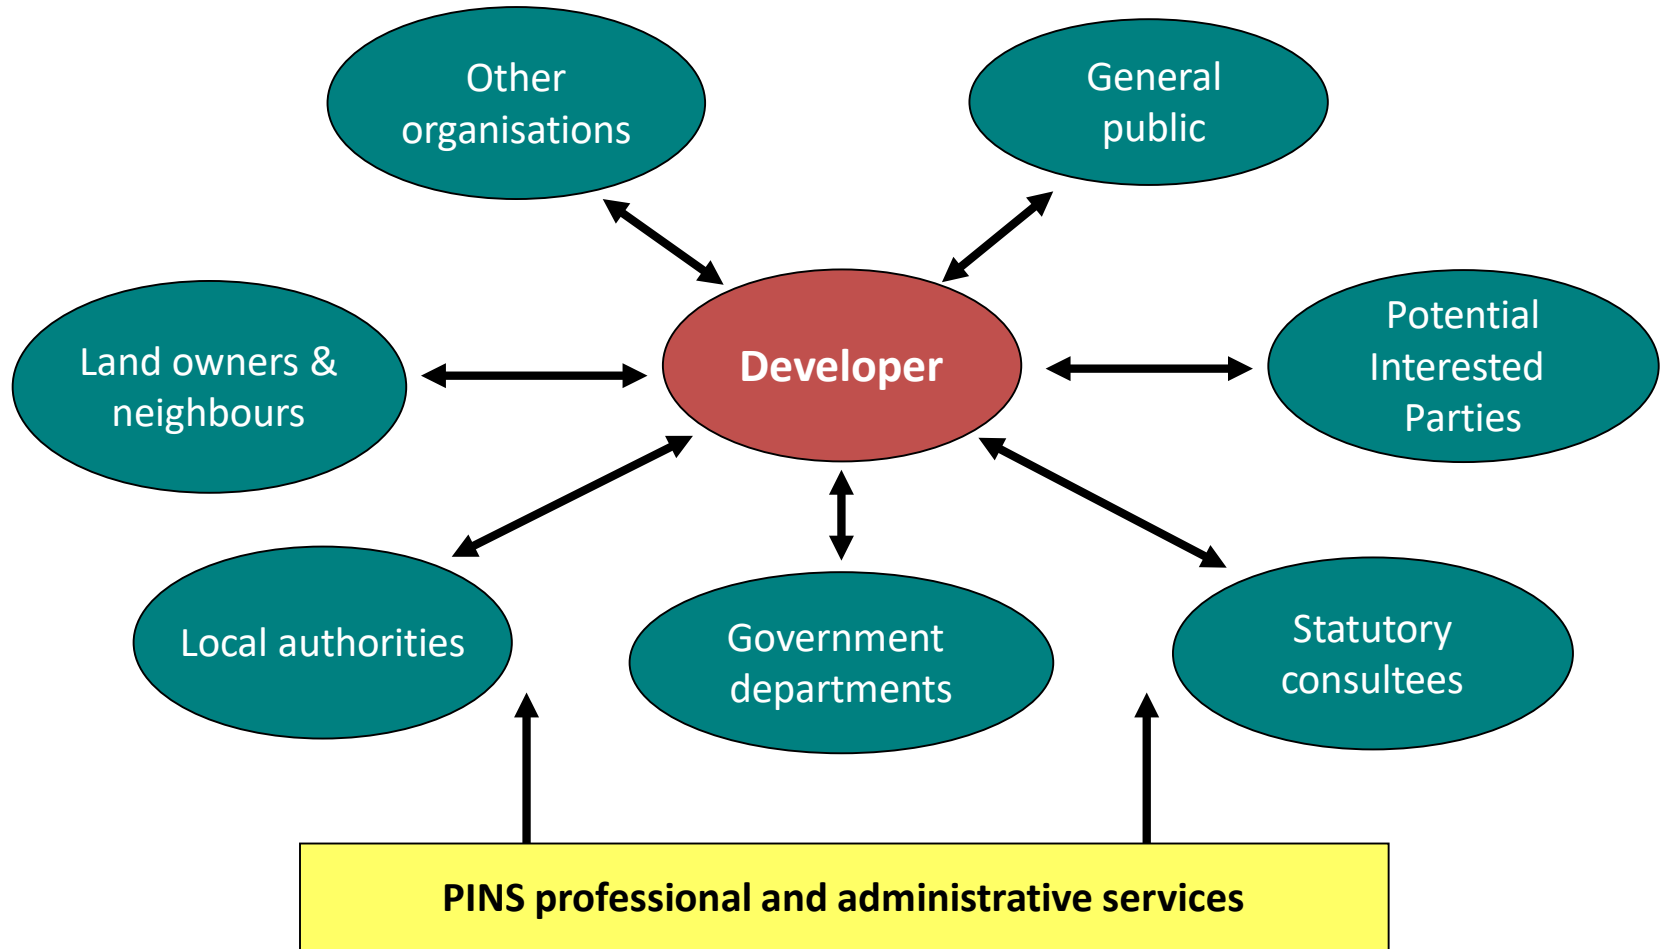 Other
organisations
General
public
Land owners &
neighbours
Developer
Potential
Interested
Parties
Local authorities
Government
departments
Statutory
consultees
PINS professional and administrative services